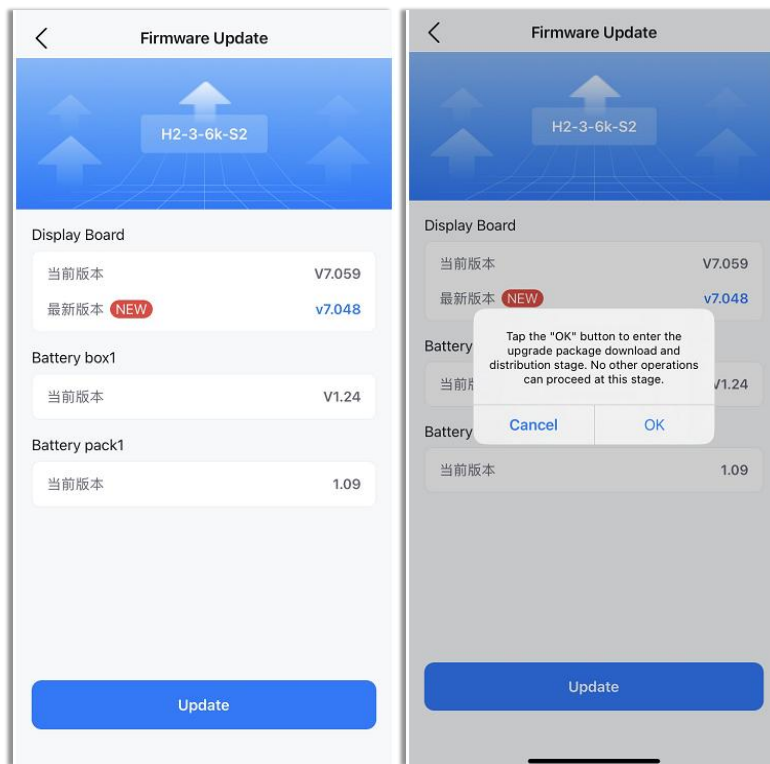 Firmware Update
H2-3-6k-S2
Display Board
当前版本 V7.059
最新版本 NEW v7.048
Battery box1
当前版本 V1.24
Battery pack1
当前版本 1.09
Update
Firmware Update
H2-3-6k-S2
Display Board
当前版本 V7.059
最新版本 NEW v7.048
Battery
Tap the "OK" button to enter the
upgrade package download and
distribution stage. No other operations
can proceed at this stage.
当前 V1.24
Cancel OK
Battery
当前版本 1.09
Update